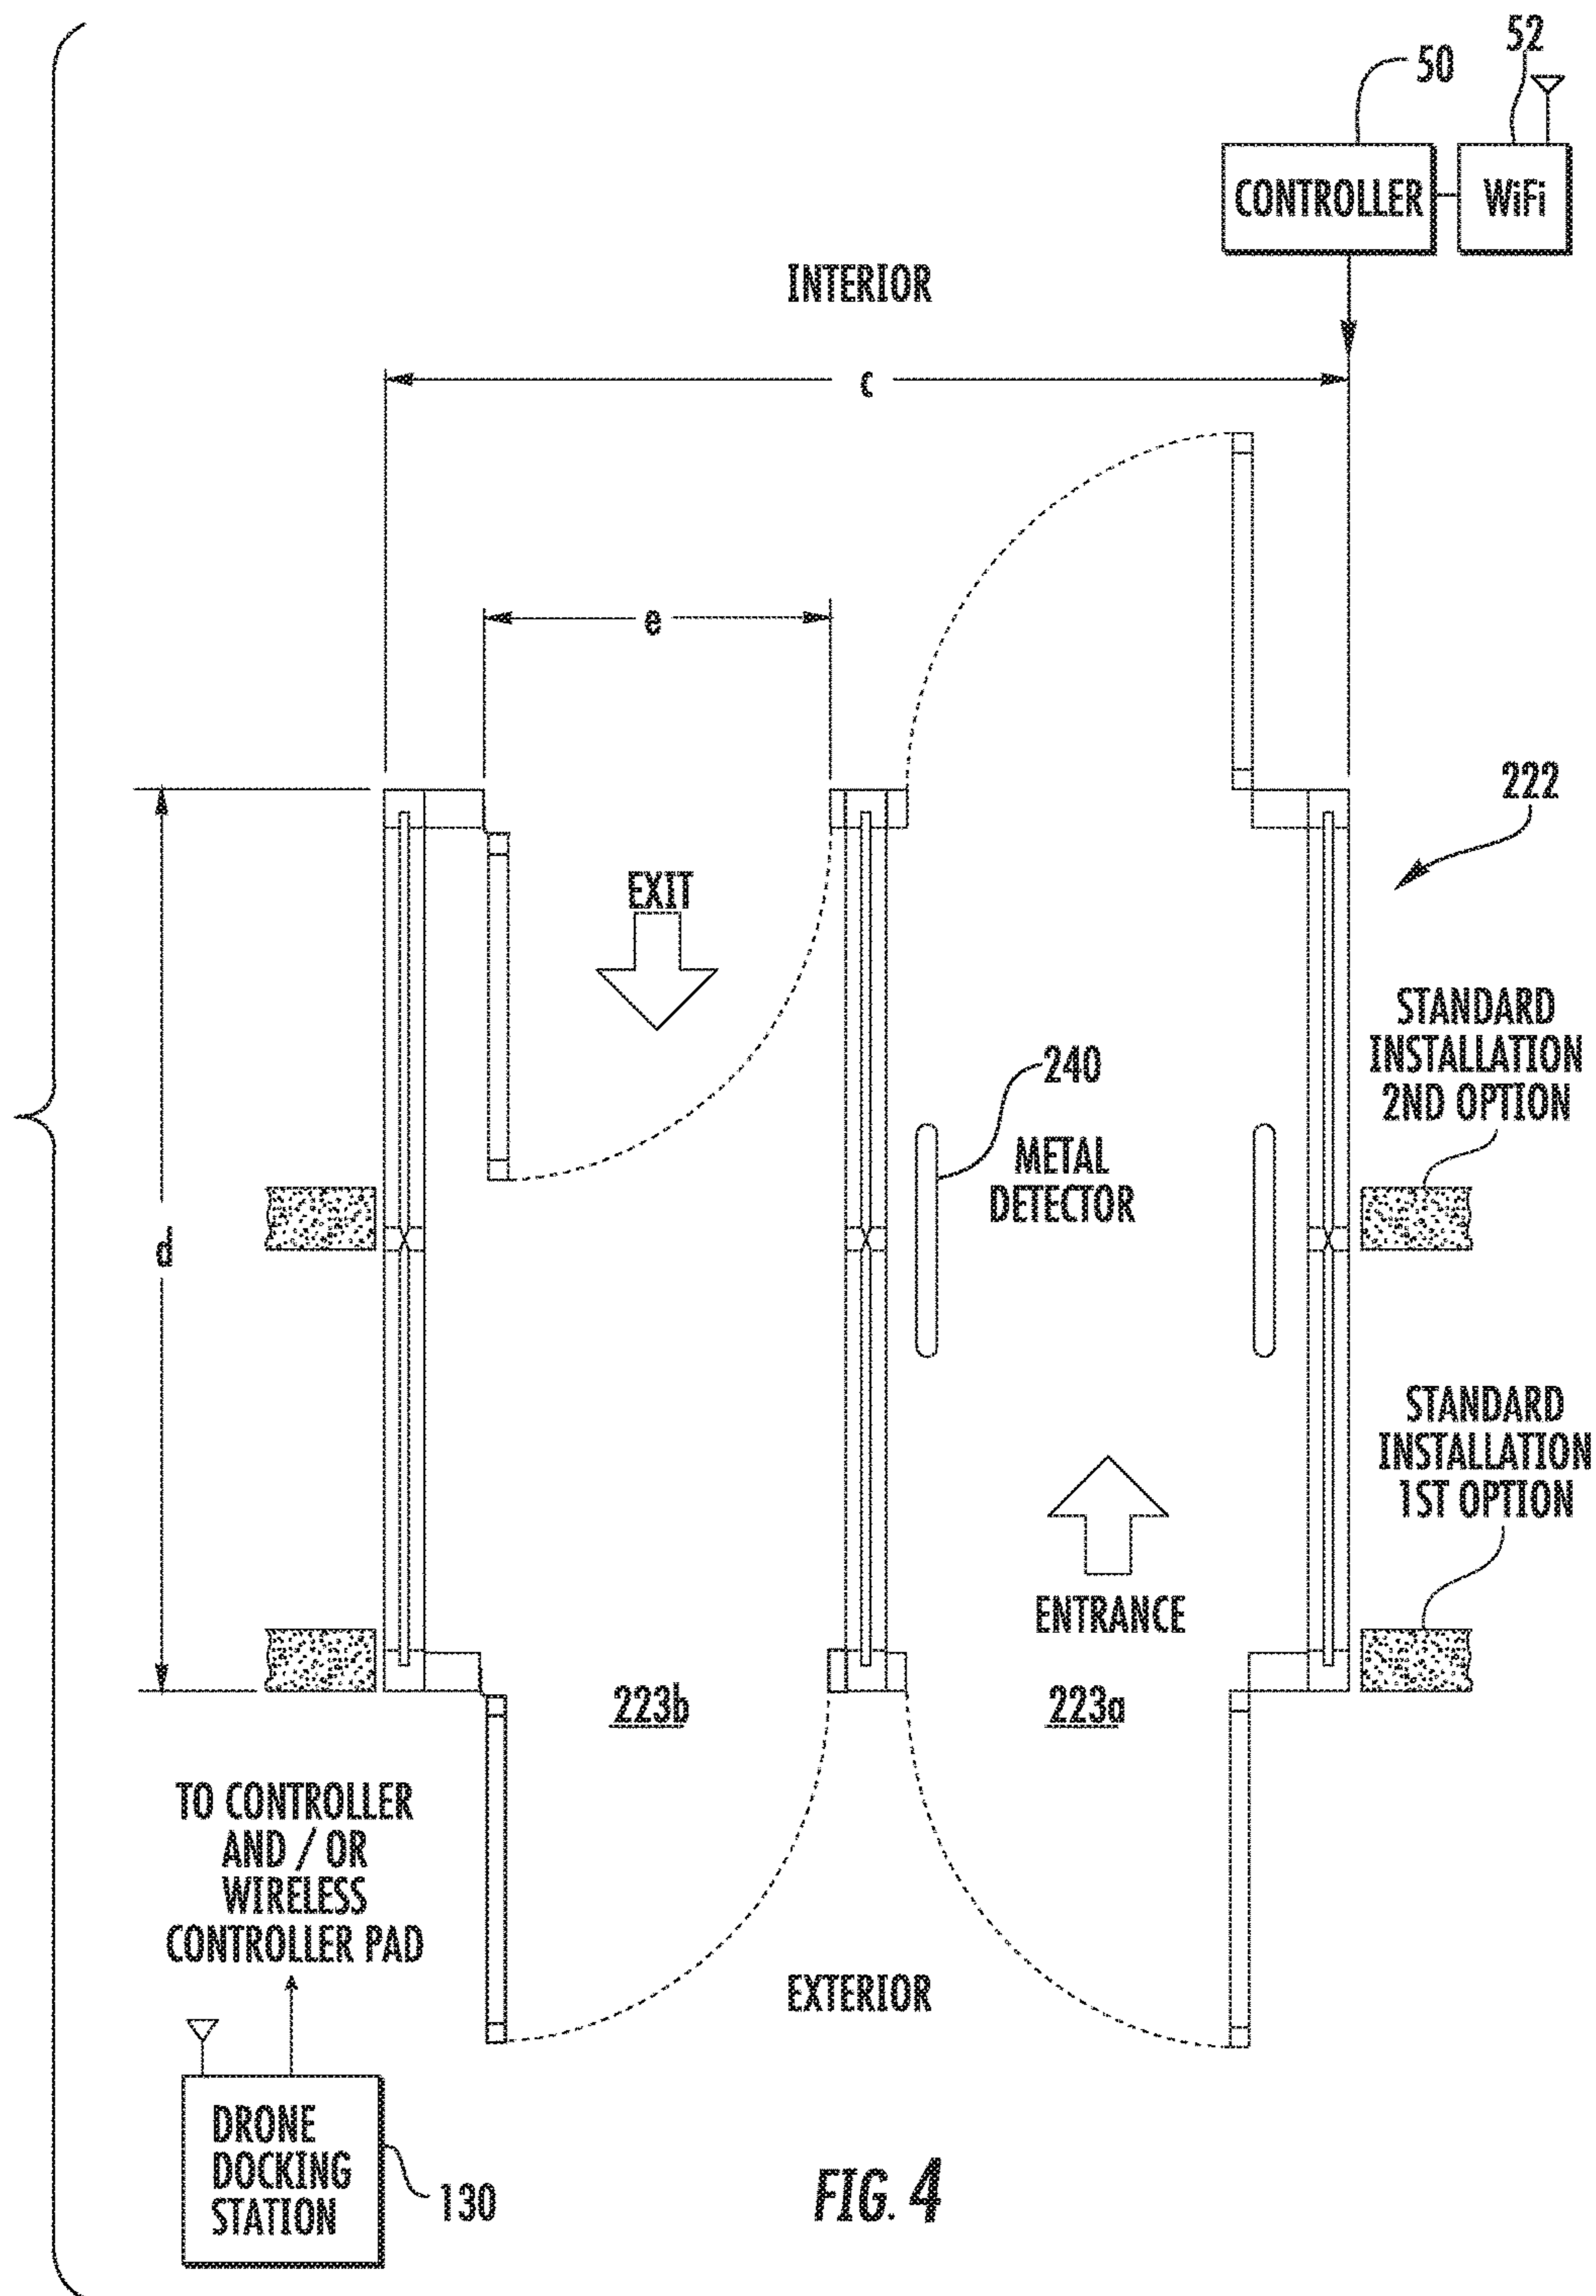 52
50
CONTROLLER
WiFi
INTERIOR
c
e
222
EXIT
STANDARD
INSTALLATION
2ND OPTION
240
METAL
DETECTOR
d
STANDARD
INSTALLATION
1ST OPTION
ENTRANCE
223b
223a
TO CONTROLLER
AND / OR
WIRELESS
CONTROLLER PAD
EXTERIOR
DRONE
DOCKING
STATION
130
FIG. 4